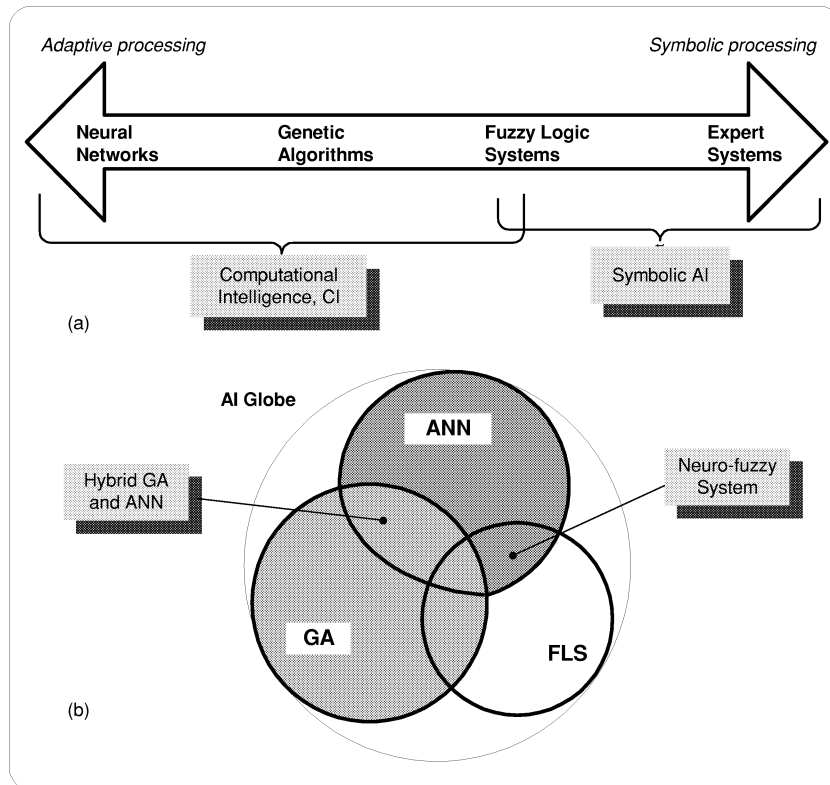 Adaptive processing
Symbolic processing
Neural
Networks
Genetic
Algorithms
Fuzzy Logic
Systems
Expert
Systems
Computational
Intelligence, CI
Symbolic AI
(a)
AI Globe
ANN
Hybrid GA
and ANN
Neuro-fuzzy
System
GA
FLS
(b)